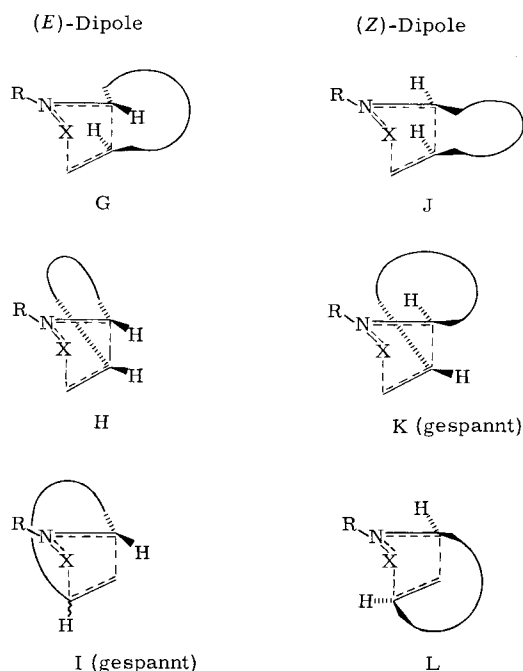 (E)-Dipole (Z)-Dipole
R N H X H
G
H R N X H
J
R N H X H
H
H R N X H
K (gespannt)
R N H X H
I (gespannt)
H R N X H
L